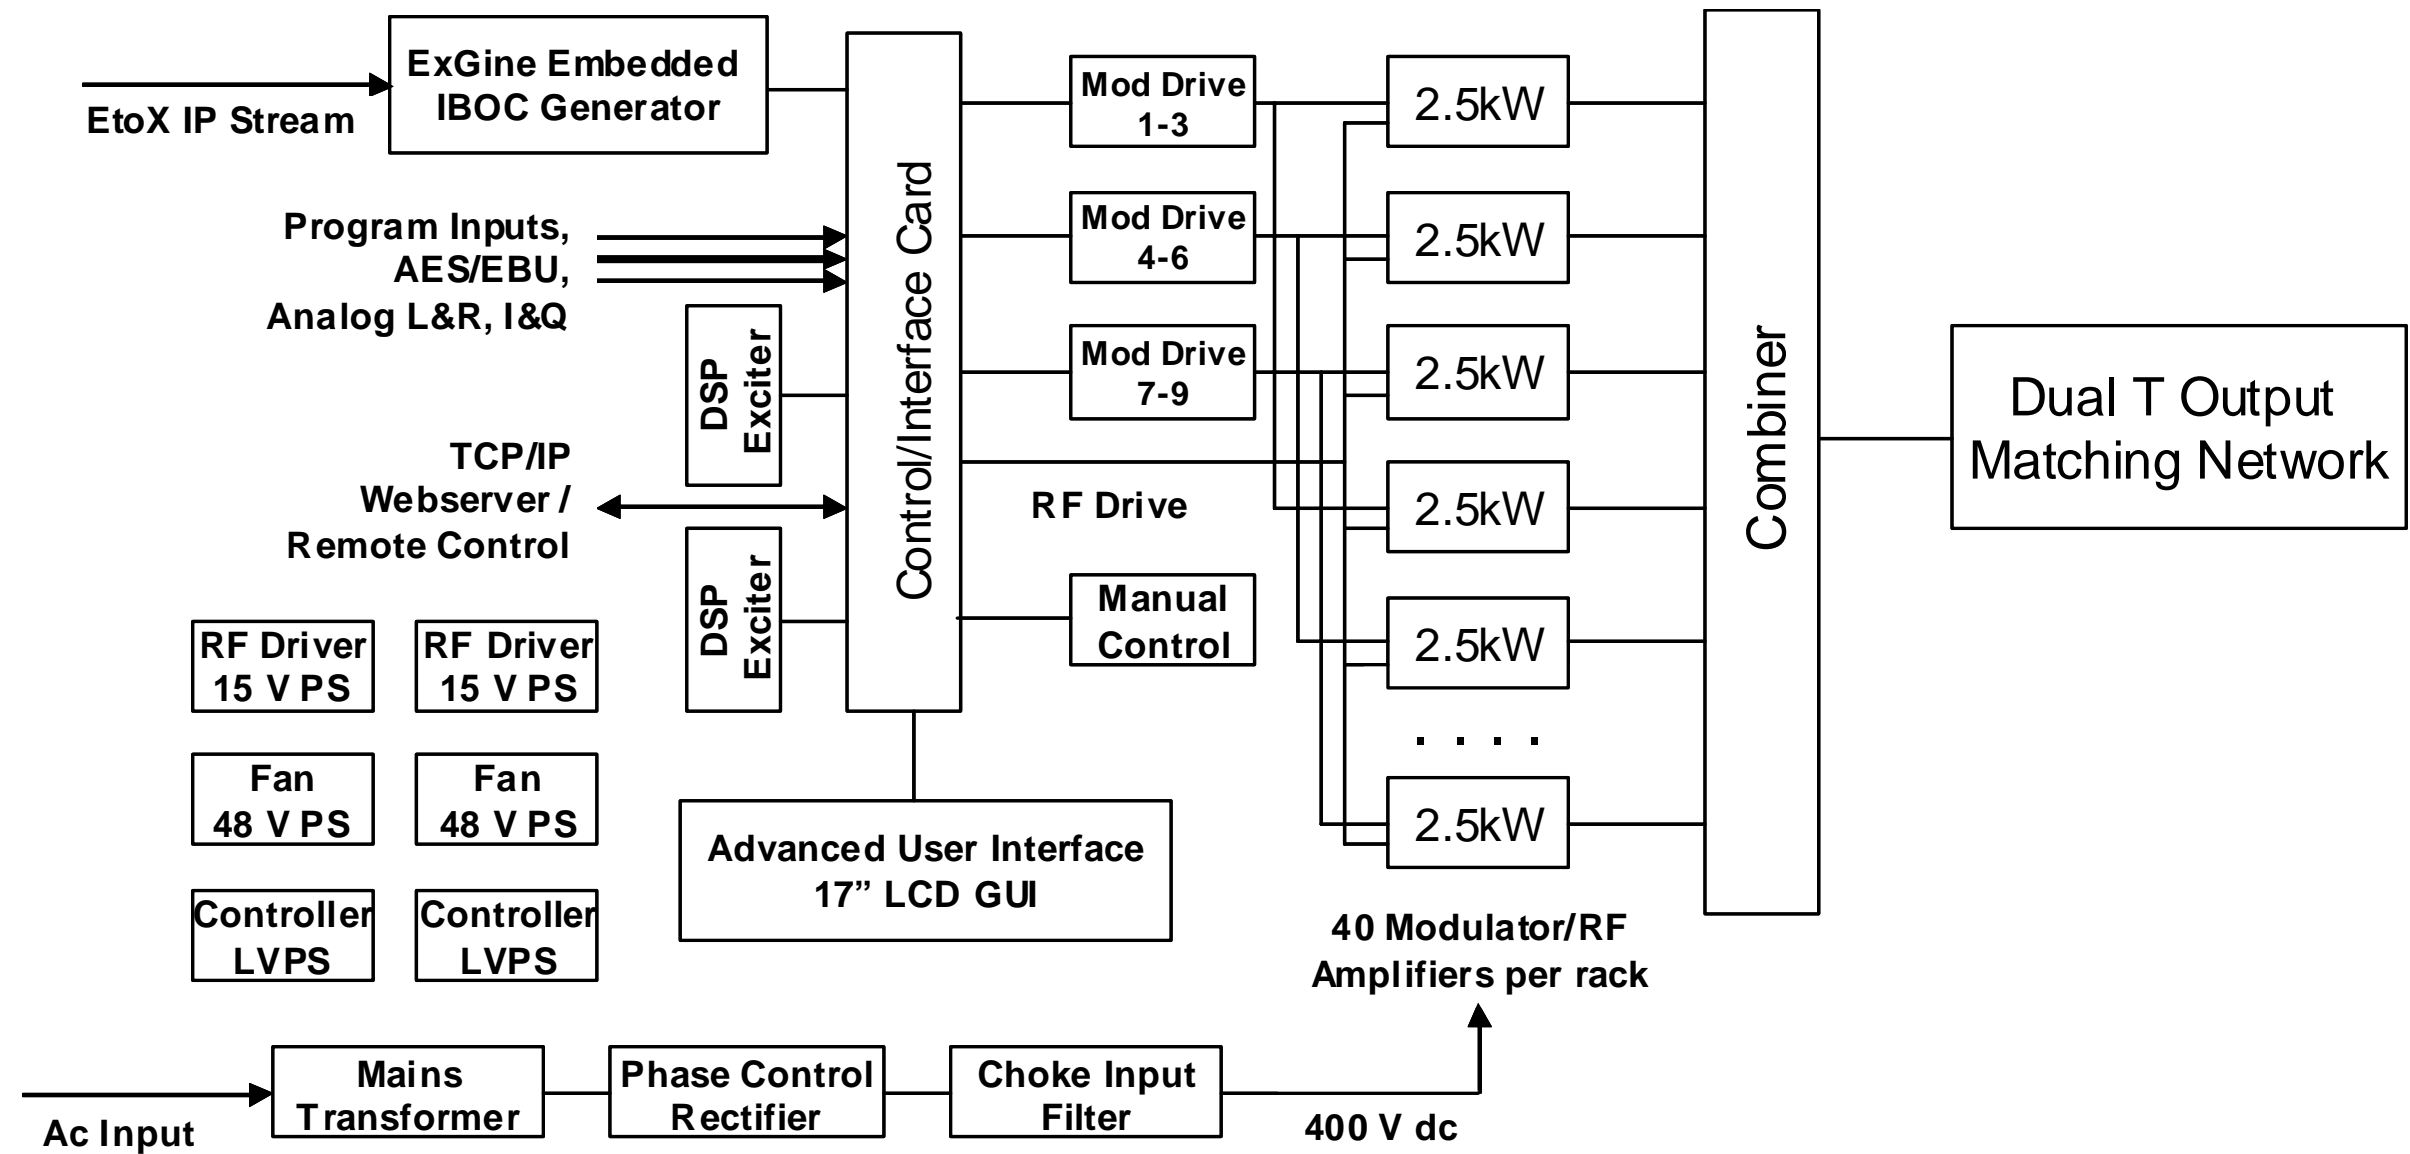 ExGine Embedded
IBOC Generator
EtoX IP Stream
Program Inputs,
AES/EBU,
Analog L&R, I&Q
DSP
Exciter
TCP/IP
Webserver /
Remote Control
DSP
Exciter
Control/Interface Card
Mod Drive
1-3
Mod Drive
4-6
Mod Drive
7-9
RF Drive
Manual
Control
2.5kW
2.5kW
2.5kW
2.5kW
2.5kW
. . . .
2.5kW
Combiner
Dual T Output
Matching Network
RF Driver
15 V PS
RF Driver
15 V PS
Fan
48 V PS
Fan
48 V PS
Controller
LVPS
Controller
LVPS
Advanced User Interface
17” LCD GUI
40 Modulator/RF
Amplifiers per rack
Ac Input
Mains
Transformer
Phase Control
Rectifier
Choke Input
Filter
400 V dc